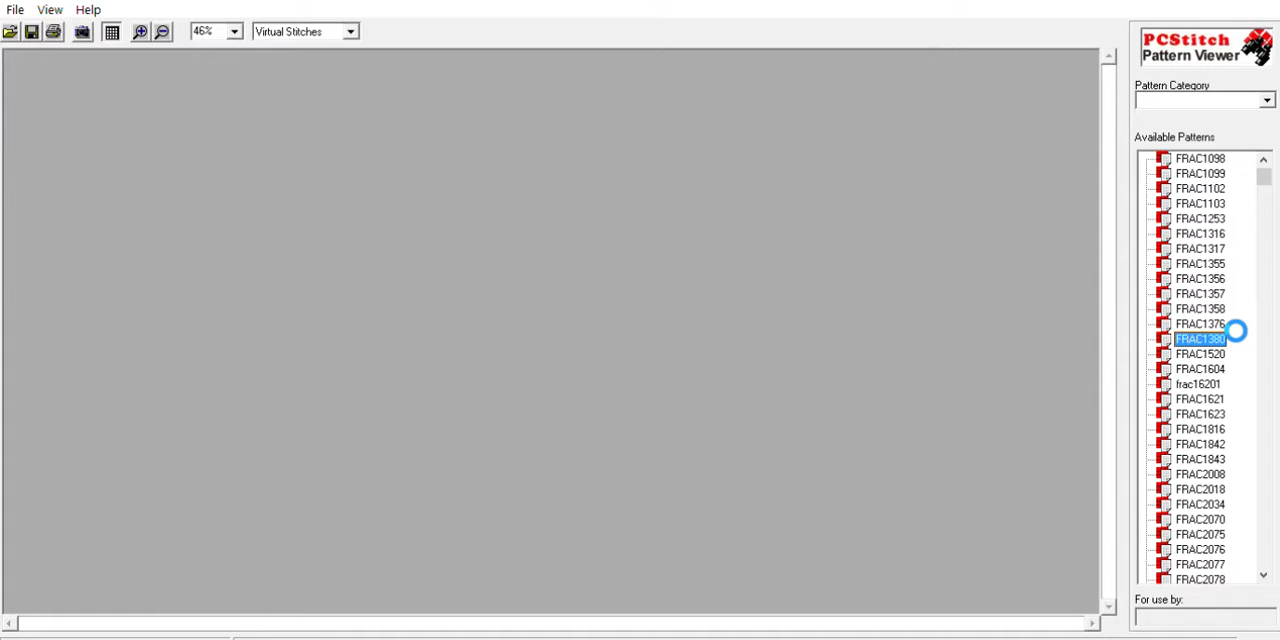 File View Help
46% Virtual Stitches
PCStitch
Pattern Viewer
Pattern Category
Available Patterns
FRAC1098
FRAC1099
FRAC1102
FRAC1103
FRAC1253
FRAC1316
FRAC1317
FRAC1355
FRAC1356
FRAC1357
FRAC1358
FRAC1376
FRAC1380
FRAC1520
FRAC1604
frac16201
FRAC1621
FRAC1623
FRAC1816
FRAC1842
FRAC1843
FRAC2008
FRAC2018
FRAC2034
FRAC2070
FRAC2075
FRAC2076
FRAC2077
FRAC2078
For use by: